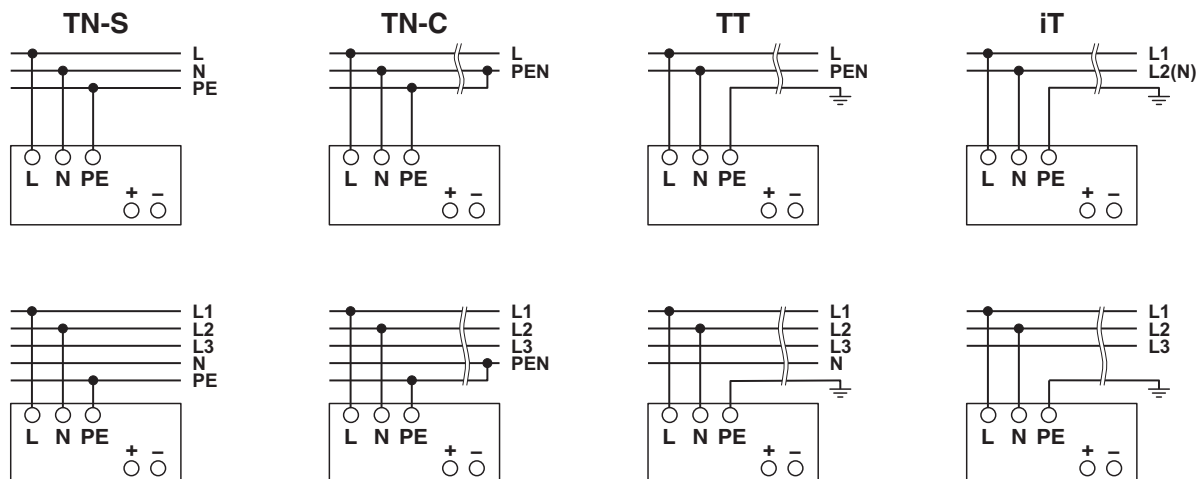 TN-S TN-C TT iT
L L L L1
N PEN PEN L2(N)
PE
L N PE L N PE L N PE L N PE
+ – + – + – + –
L1 L1 L1 L1
L2 L2 L2 L2
L3 L3 L3 L3
N PEN N
PE
L N PE L N PE L N PE L N PE
+ – + – + – + –